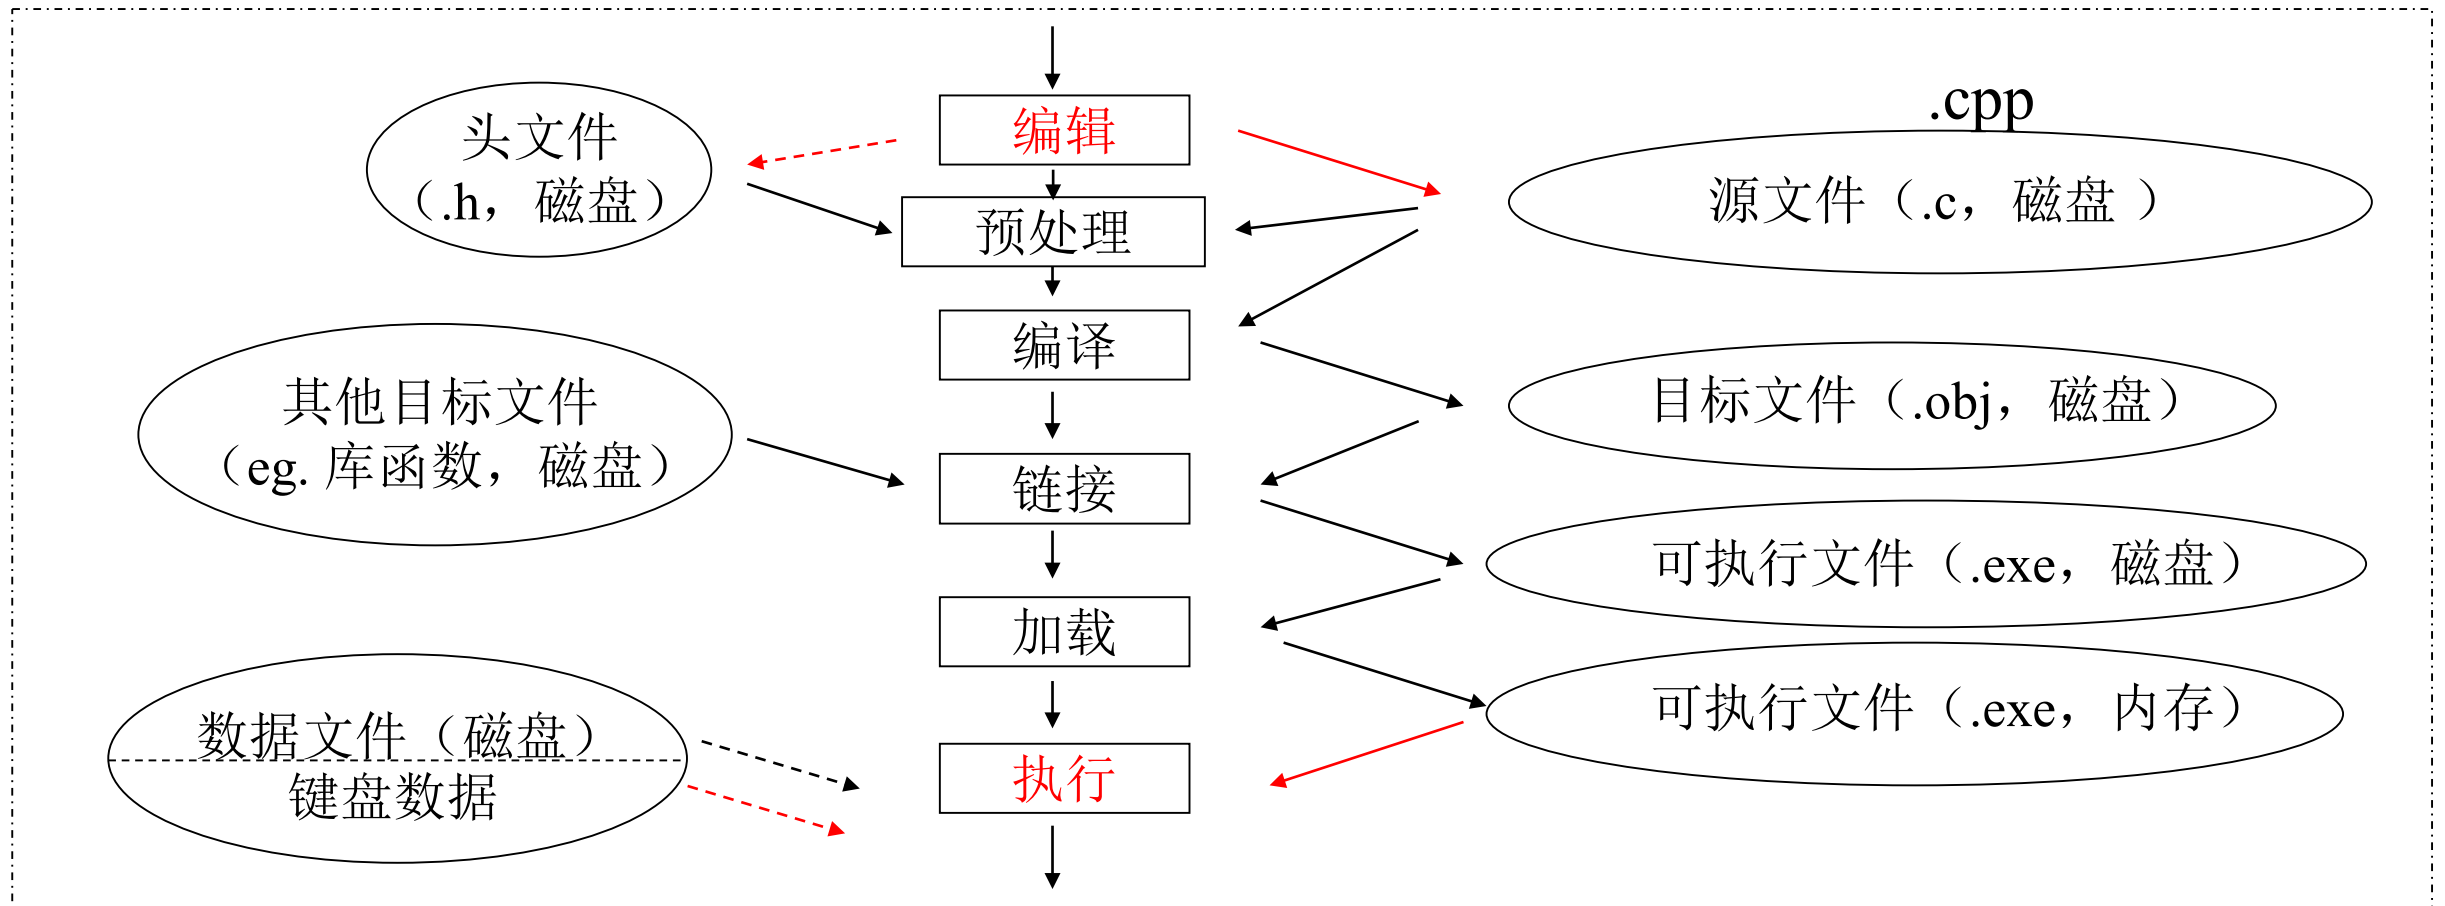 编辑
.cpp
头文件
（.h，磁盘）
源文件（.c，磁盘 ）
预处理
编译
其他目标文件
（eg. 库函数，磁盘）
目标文件（.obj，磁盘）
链接
可执行文件（.exe，磁盘）
加载
可执行文件（.exe，内存）
数据文件（磁盘）
键盘数据
执行